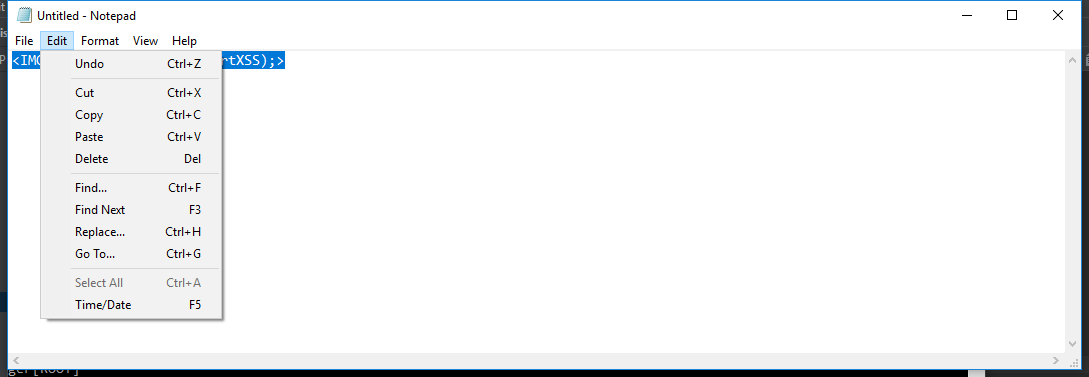 Untitled - Notepad
File Edit Format View Help
<IM rtXSS);>
Undo Ctrl+Z
Cut Ctrl+X
Copy Ctrl+C
Paste Ctrl+V
Delete Del
Find... Ctrl+F
Find Next F3
Replace... Ctrl+H
Go To... Ctrl+G
Select All Ctrl+A
Time/Date F5